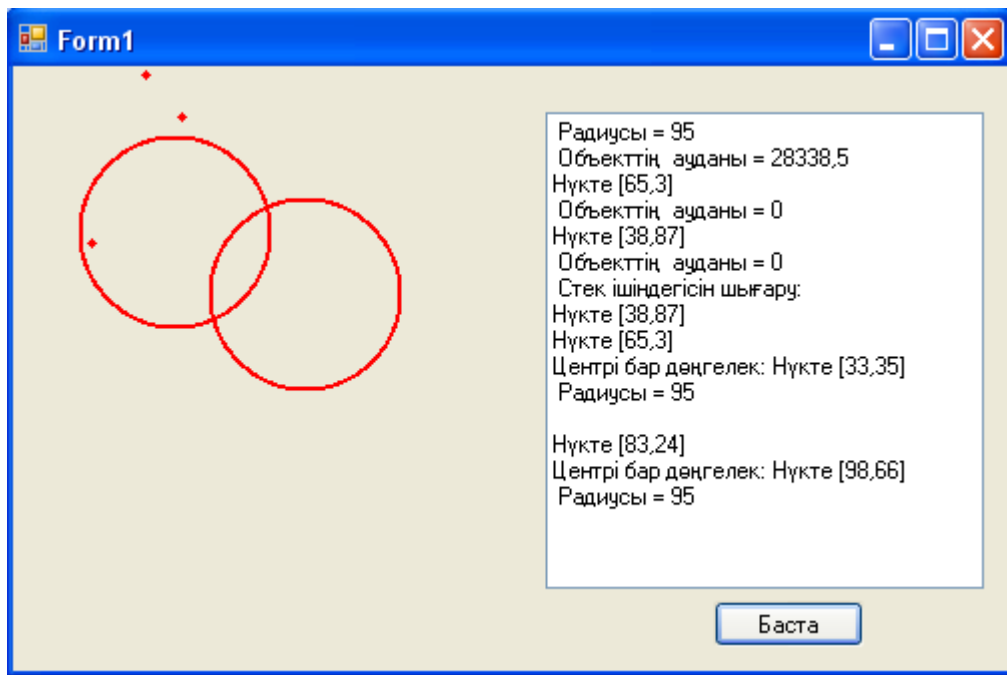 Form1
Радиусы = 95
Объекттің ауданы = 28338,5
Нүкте [65,3]
Объекттің ауданы = 0
Нүкте [38,87]
Объекттің ауданы = 0
Стек ішіндегісін шығару:
Нүкте [38,87]
Нүкте [65,3]
Центрі бар дөңгелек: Нүкте [33,35]
Радиусы = 95
Нүкте [83,24]
Центрі бар дөңгелек: Нүкте [98,66]
Радиусы = 95
Баста